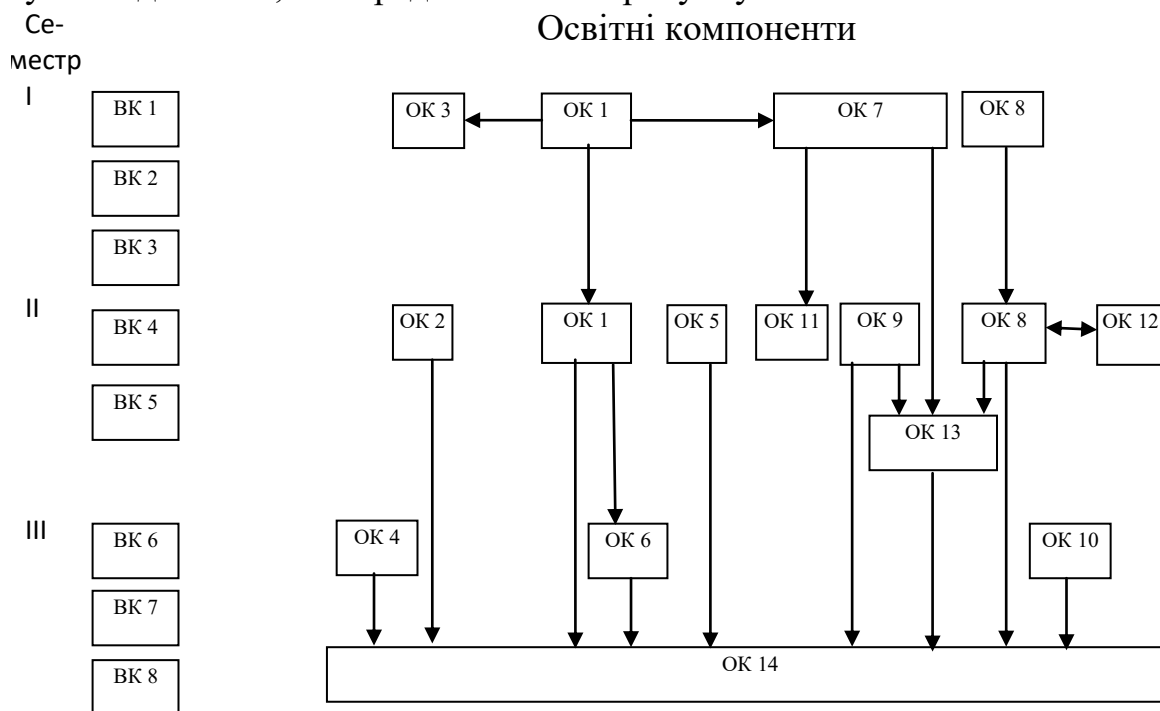 Се-
местр
Освітні компоненти
I
ВК 1
ОК 3
ОК 1
ОК 7
ОК 8
ВК 2
ВК 3
II
ВК 4
ОК 2
ОК 1
ОК 5
ОК 11
ОК 9
ОК 8
ОК 12
ВК 5
ОК 13
III
ВК 6
ОК 4
ОК 6
ОК 10
ВК 7
ОК 14
ВК 8